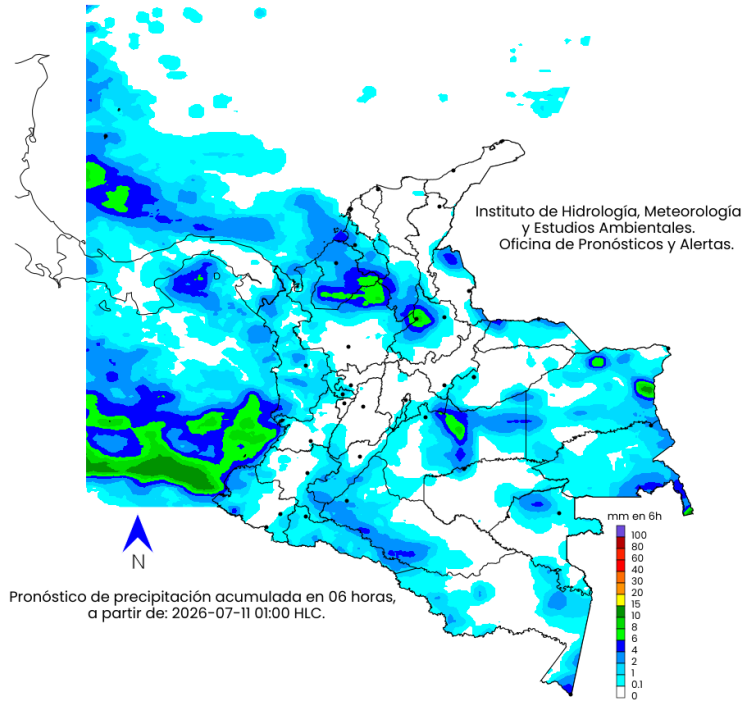 Instituto de Hidrología, Meteorología
y Estudios Ambientales.
Oficina de Pronósticos y Alertas.
N
Pronóstico de precipitación acumulada en 06 horas,
a partir de: 2026-07-11 01:00 HLC.
mm en 6h
100
80
60
40
30
20
15
10
8
6
4
2
1
0.1
0